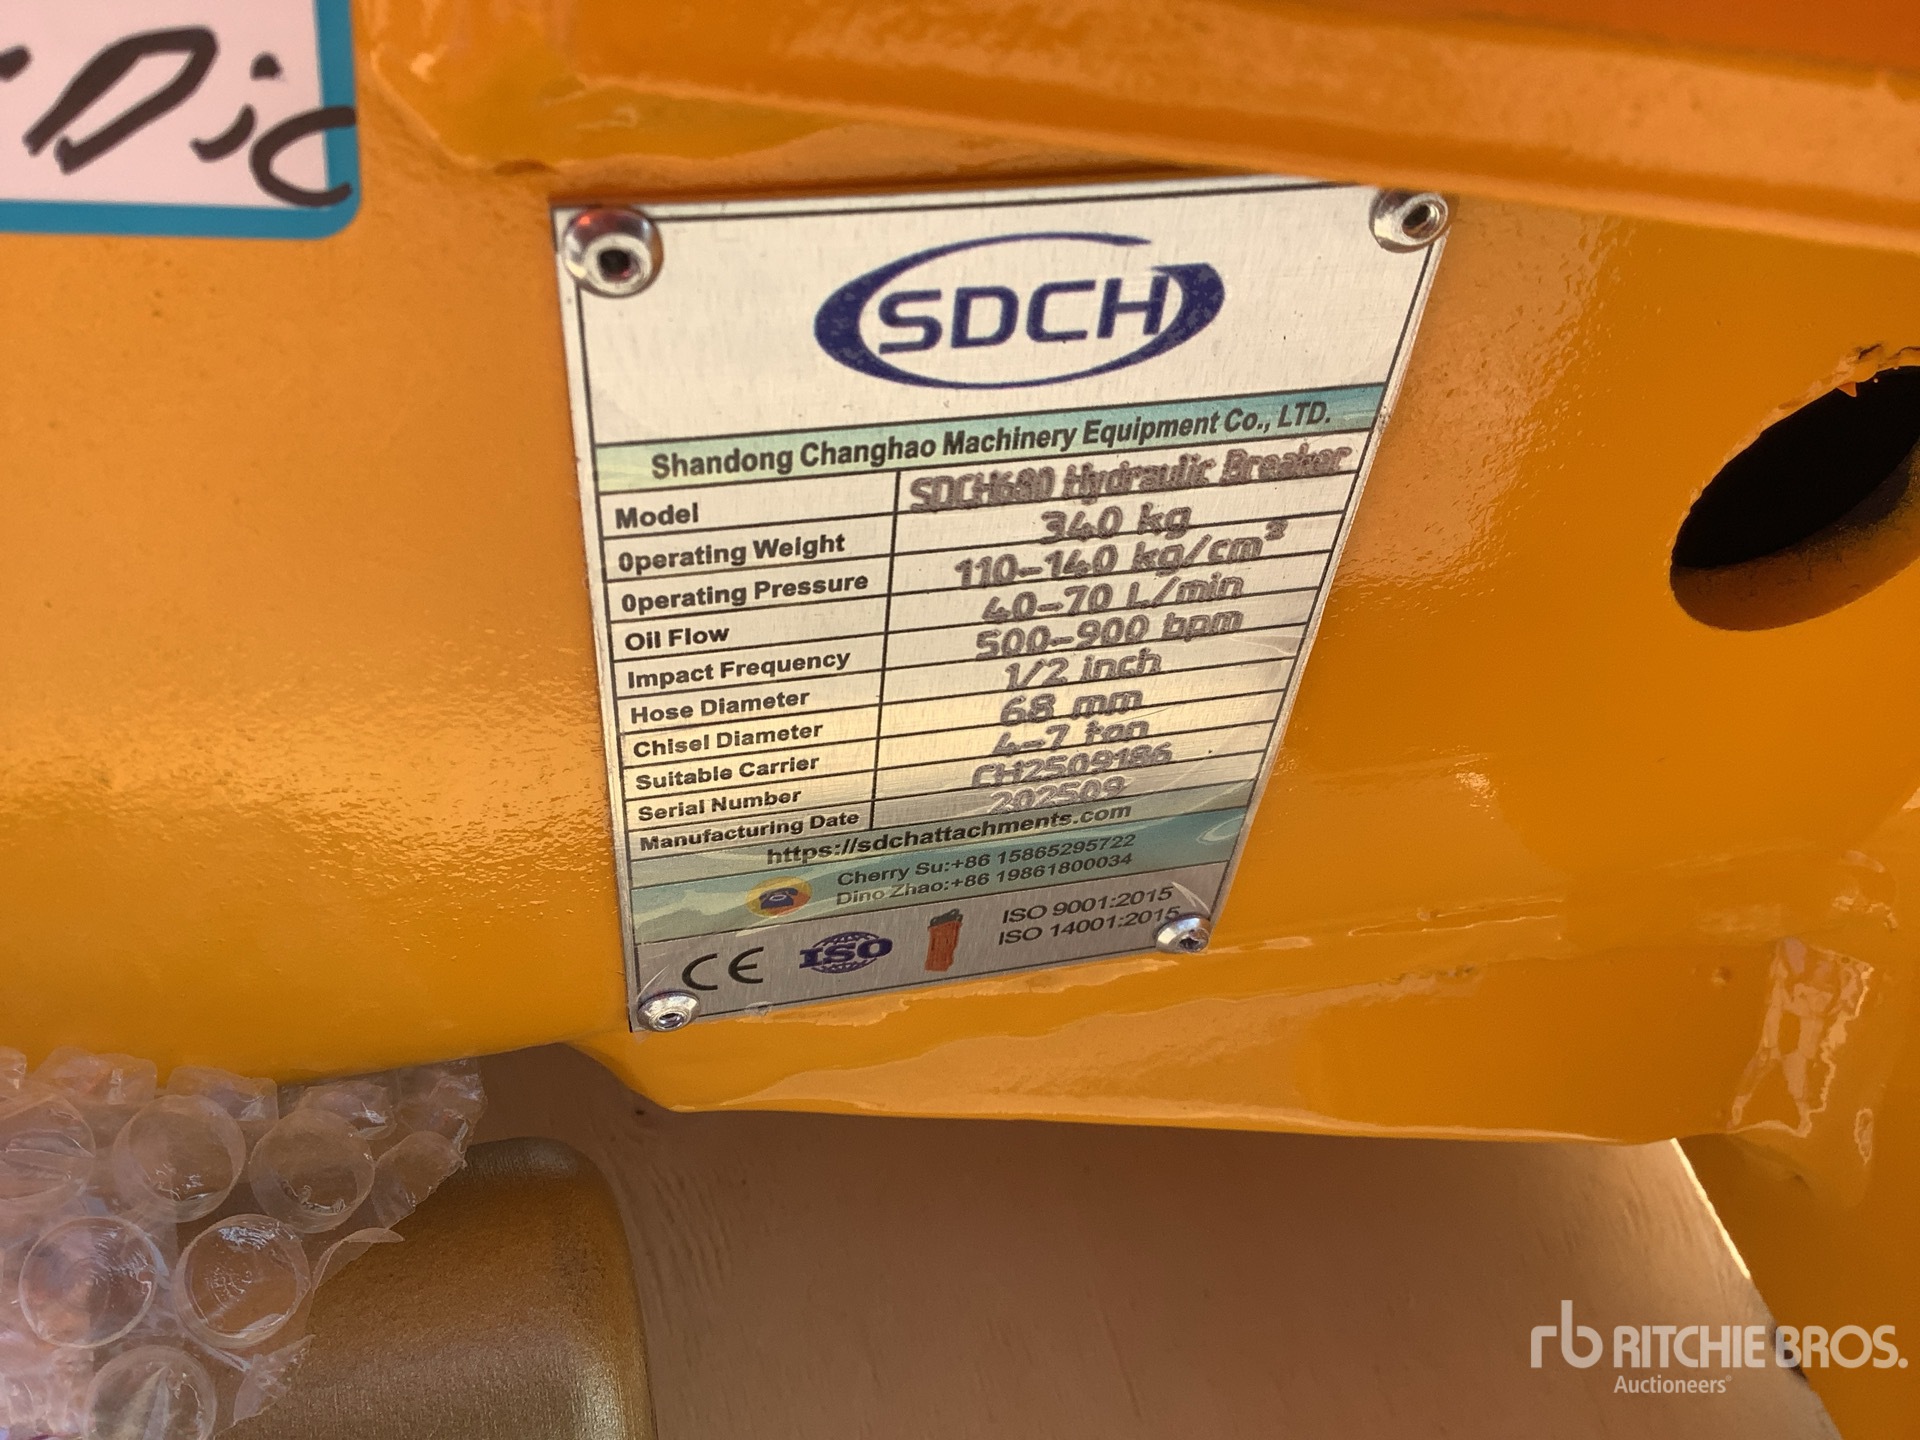 Dic
SDCH
Shandong Changhao Machinery Equipment Co., LTD.
Model SDCH680 Hydraulic Breaker
Operating Weight 340 kg
Operating Pressure 110-140 kg/cm²
Oil Flow 40-70 L/min
Impact Frequency 500-900 bpm
Hose Diameter 1/2 inch
Chisel Diameter 68 mm
Suitable Carrier 4-7 ton
Serial Number CH2509186
Manufacturing Date 202509
https://sdchattachments.com
Cherry Su:+86 15865295722
Dino Zhao:+86 19861800034
CE ISO
ISO 9001:2015
ISO 14001:2015
rb RITCHIE BROS.
Auctioneers